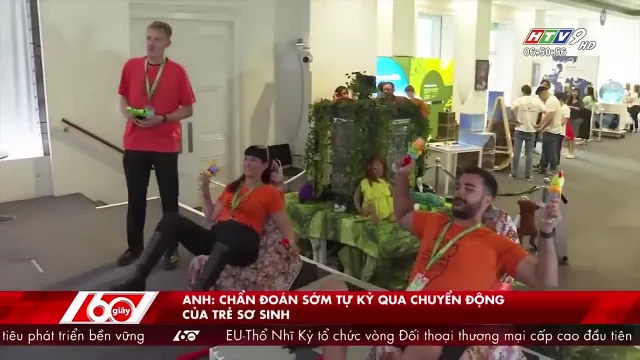 HTV9 HD
06:50:56
60 giây
ANH: CHẨN ĐOÁN SỚM TỰ KỶ QUA CHUYỂN ĐỘNG
CỦA TRẺ SƠ SINH
tiêu phát triển bền vững
60 giây
EU-Thổ Nhĩ Kỳ tổ chức vòng Đối thoại thương mại cấp cao đầu tiên